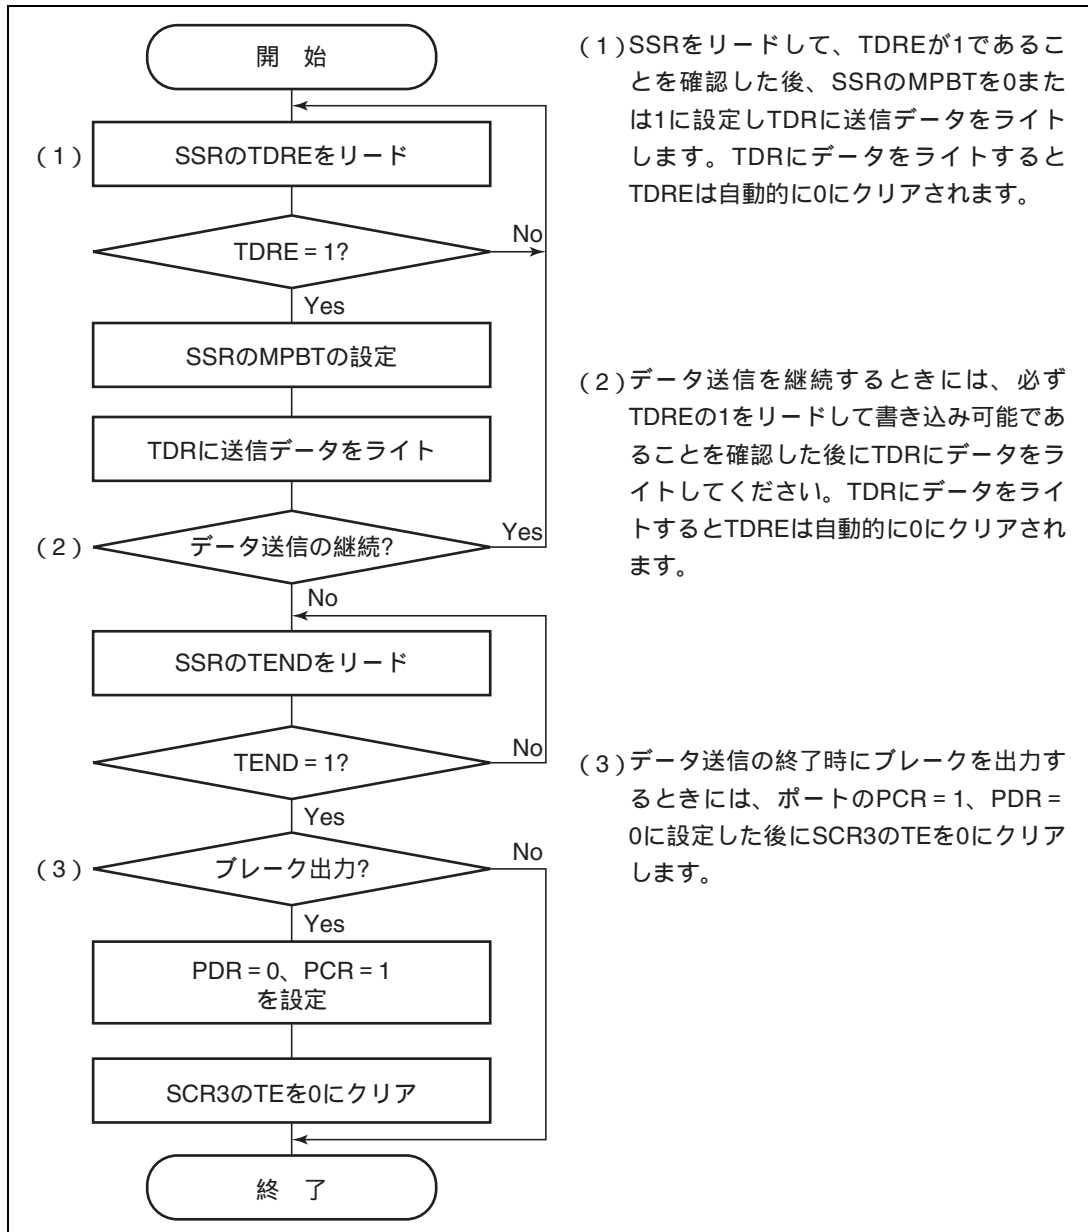 開 始
(1)
SSRのTDREをリード
TDRE = 1?
No
Yes
SSRのMPBTの設定
TDRに送信データをライト
(2)
データ送信の継続?
Yes
No
SSRのTENDをリード
TEND = 1?
No
Yes
(3)
ブレーク出力?
No
Yes
PDR = 0、PCR = 1
を設定
SCR3のTEを0にクリア
終 了
(1)SSRをリードして、TDREが1であるこ
とを確認した後、SSRのMPBTを0また
は1に設定しTDRに送信データをライト
します。TDRにデータをライトすると
TDREは自動的に0にクリアされます。
(2)データ送信を継続するときには、必ず
TDREの1をリードして書き込み可能であ
ることを確認した後にTDRにデータをラ
イトしてください。TDRにデータをライ
トするとTDREは自動的に0にクリアされ
ます。
(3)データ送信の終了時にブレークを出力す
るときには、ポートのPCR = 1、PDR =
0に設定した後にSCR3のTEを0にクリア
します。